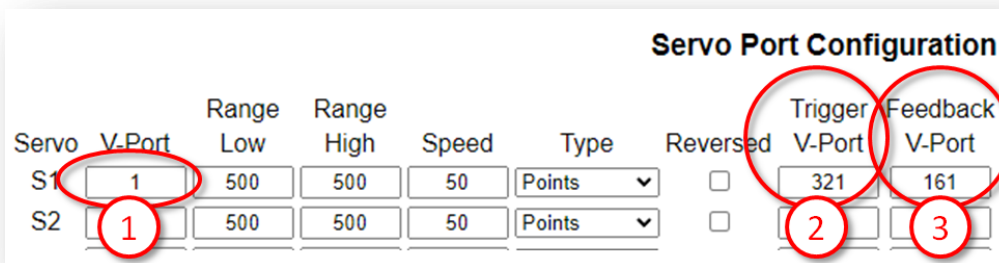 Servo Port Configuration
Range Range Trigger Feedback
Servo V-Port Low High Speed Type Reversed V-Port V-Port
S1 1 500 500 50 Points 321 161
S2 500 500 50 Points
1 2 3